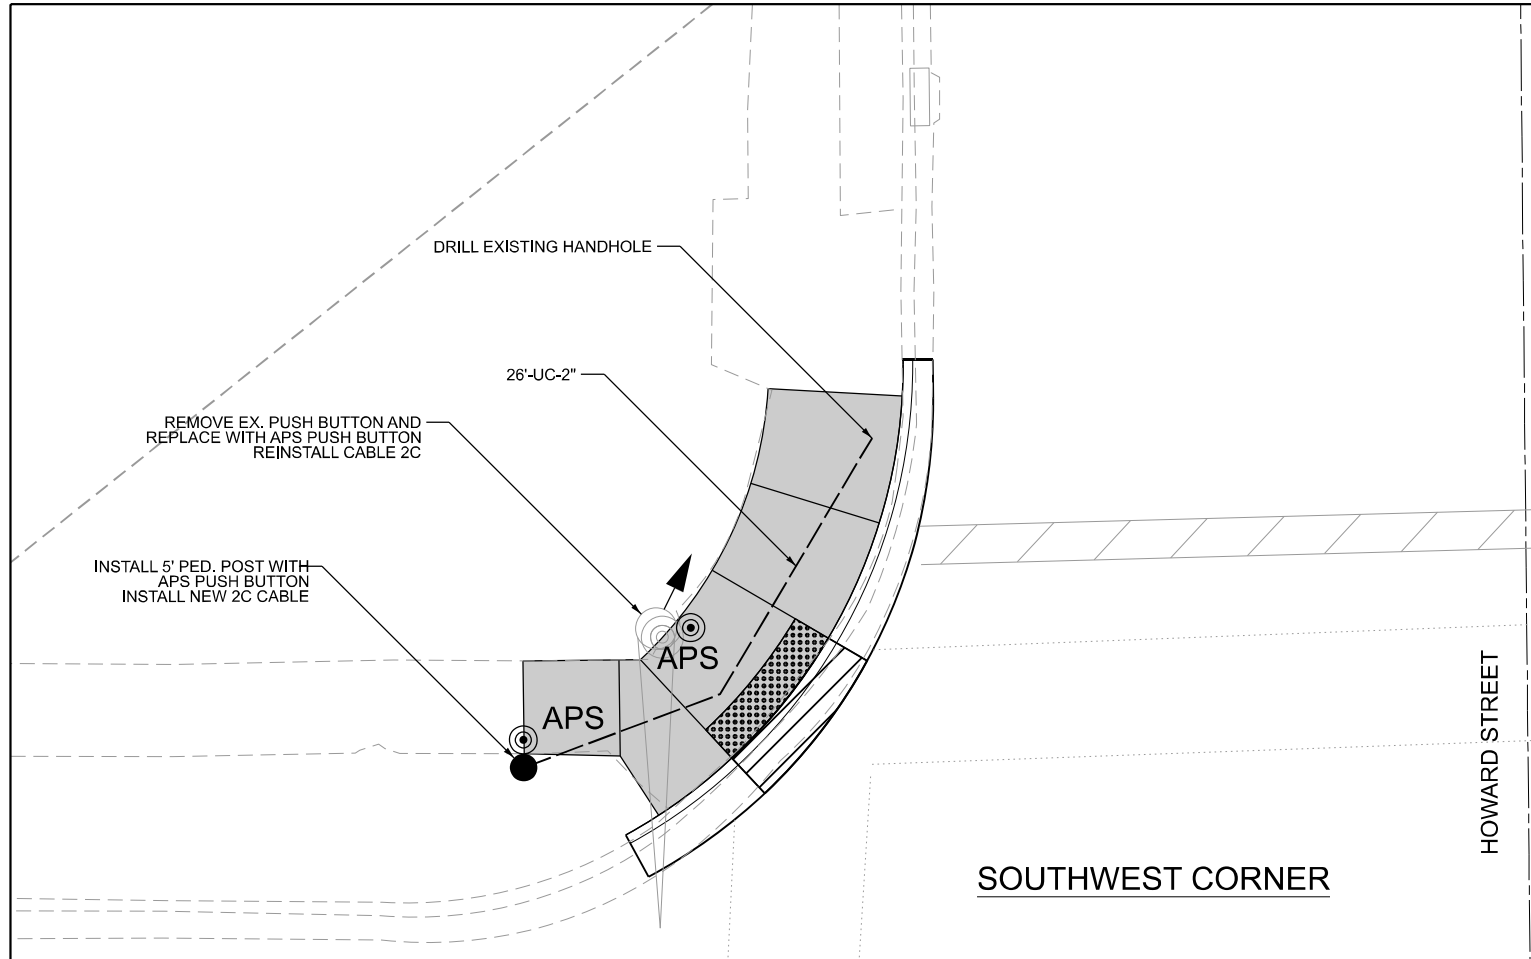 DRILL EXISTING HANDHOLE
26'-UC-2"
REMOVE EX. PUSH BUTTON AND
REPLACE WITH APS PUSH BUTTON
REINSTALL CABLE 2C
INSTALL 5' PED. POST WITH
APS PUSH BUTTON
INSTALL NEW 2C CABLE
APS
APS
HOWARD STREET
SOUTHWEST CORNER